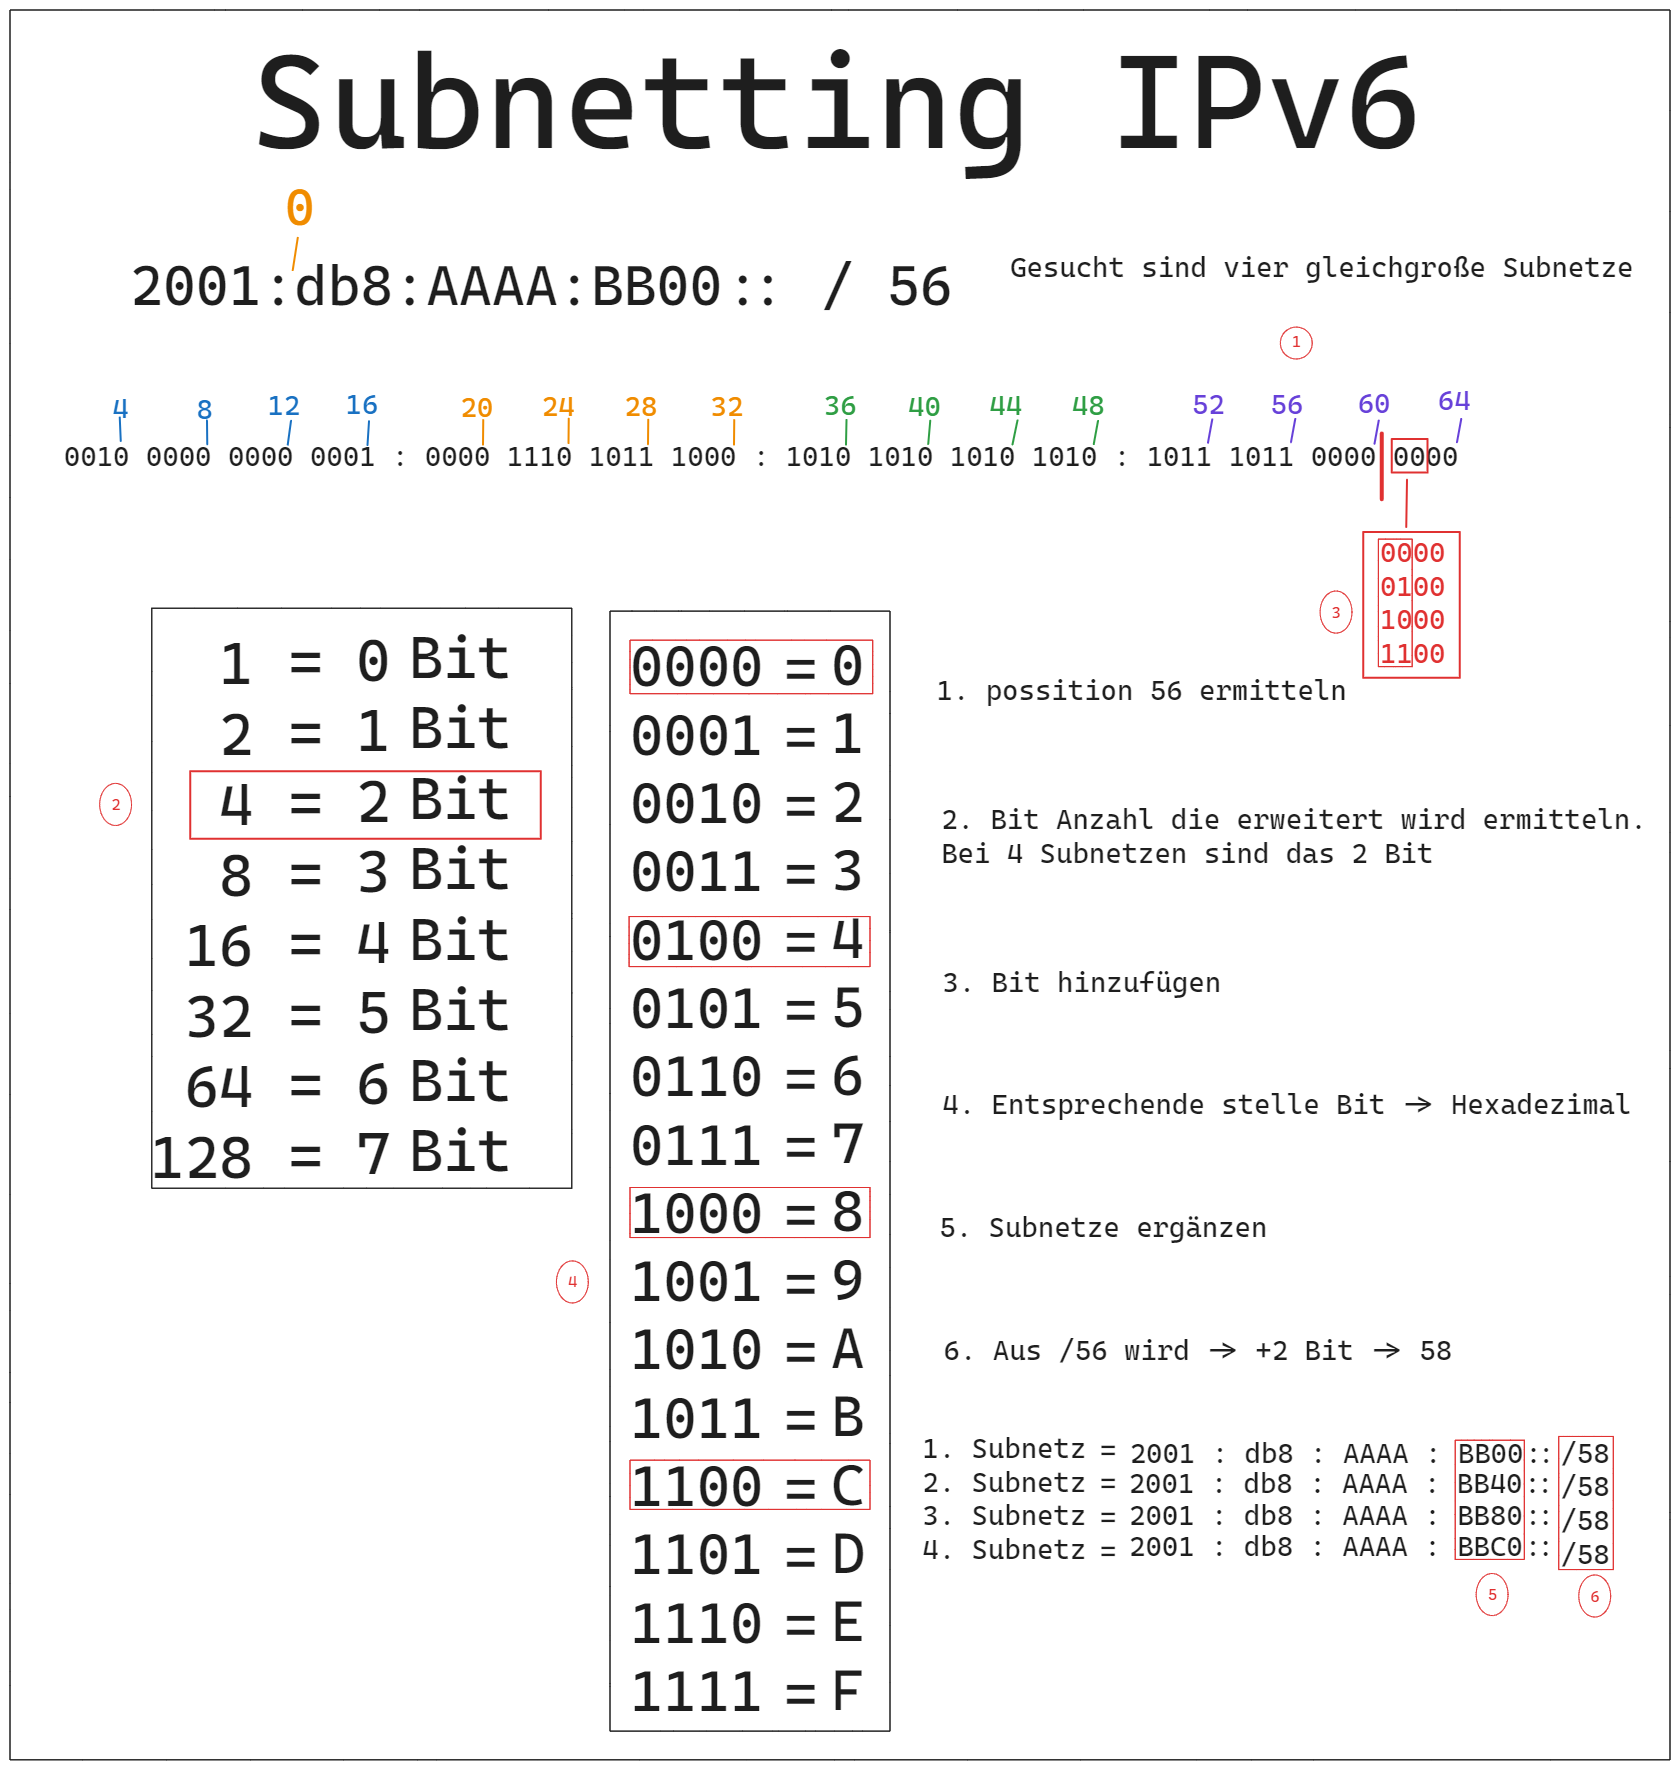 Subnetting IPv6
0
2001:db8:AAAA:BB00:: / 56
Gesucht sind vier gleichgroße Subnetze
1
4 8 12 16 20 24 28 32 36 40 44 48 52 56 60 64
0010 0000 0000 0001 : 0000 1110 1011 1000 : 1010 1010 1010 1010 : 1011 1011 0000 0000
0000
0100
1000
1100
3
1 = 0 Bit
2 = 1 Bit
4 = 2 Bit
8 = 3 Bit
16 = 4 Bit
32 = 5 Bit
64 = 6 Bit
128 = 7 Bit
2
0000 = 0
0001 = 1
0010 = 2
0011 = 3
0100 = 4
0101 = 5
0110 = 6
0111 = 7
1000 = 8
1001 = 9
1010 = A
1011 = B
1100 = C
1101 = D
1110 = E
1111 = F
4
1. possition 56 ermitteln
2. Bit Anzahl die erweitert wird ermitteln.
Bei 4 Subnetzen sind das 2 Bit
3. Bit hinzufügen
4. Entsprechende stelle Bit -> Hexadezimal
5. Subnetze ergänzen
6. Aus /56 wird -> +2 Bit -> 58
1. Subnetz = 2001 : db8 : AAAA : BB00:: /58
2. Subnetz = 2001 : db8 : AAAA : BB40:: /58
3. Subnetz = 2001 : db8 : AAAA : BB80:: /58
4. Subnetz = 2001 : db8 : AAAA : BBC0:: /58
5
6